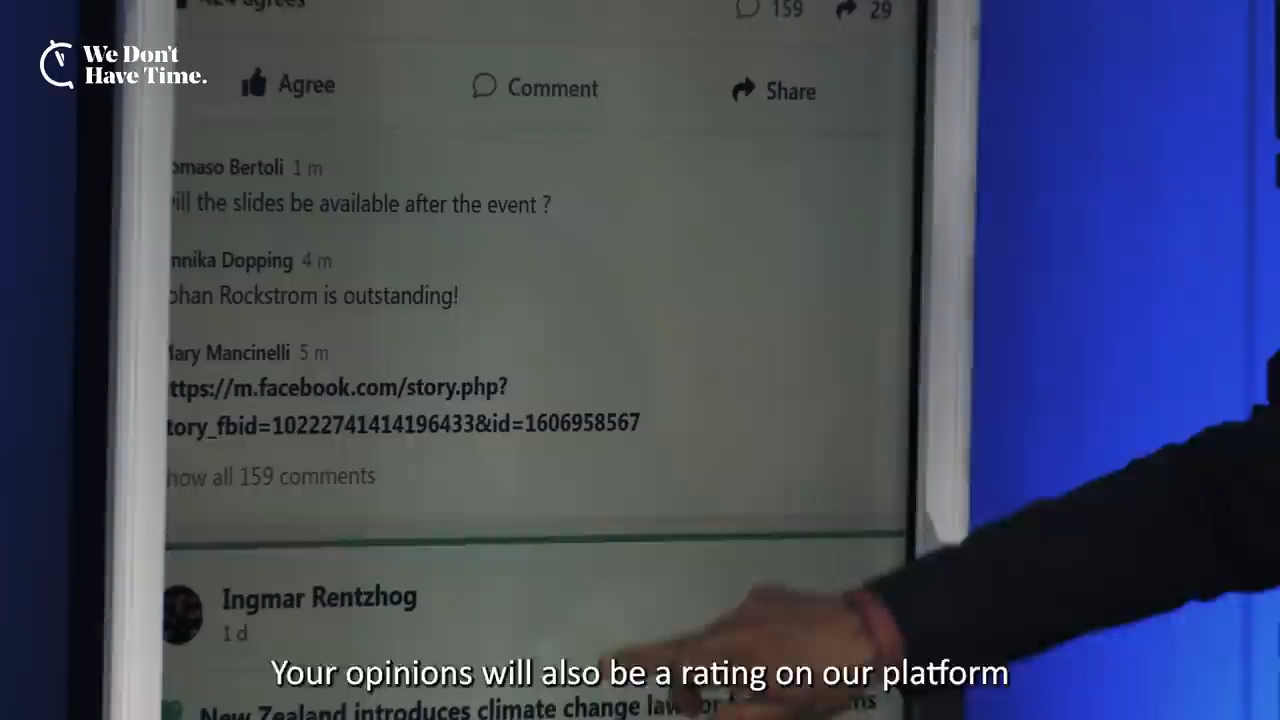 We Don't
Have Time.
agrees
159
29
Agree
Comment
Share
omaso Bertoli 1 m
ill the slides be available after the event ?
nnika Dopping 4 m
ohan Rockstrom is outstanding!
Mary Mancinelli 5 m
ttps://m.facebook.com/story.php?
tory_fbid=10222741414196433&id=1606958567
how all 159 comments
Ingmar Rentzhog
1 d
Your opinions will also be a rating on our platform
New Zealand introduces climate change law